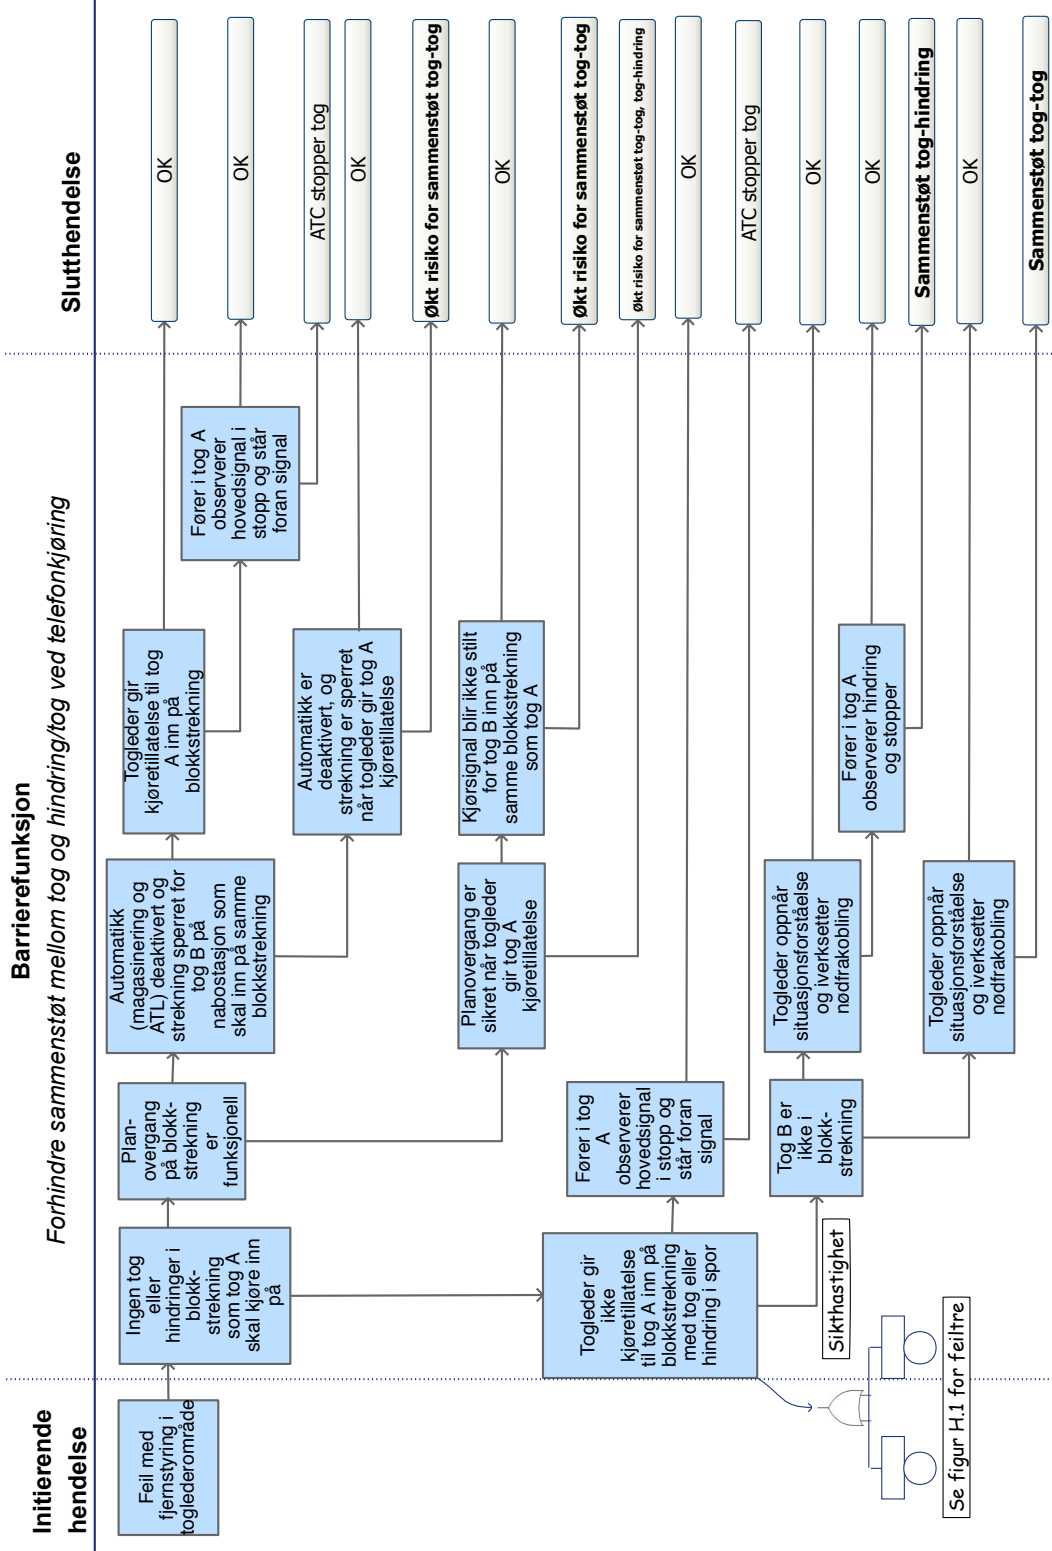 Initierende
hendelse
Barrierefunksjon
Forhindre sammenstøt mellom tog og hindring/tog ved telefonkjøring
Slutthendelse
Feil med
fjernstyring i
toglederområde
Ingen tog
eller
hindringer i
blokk-
strekning
som tog A
skal kjøre inn
på
Plan-
overgang
på blokk-
strekning
er
funksjonell
Automatikk
(magasinering og
ATL) deaktivert og
strekning sperret for
tog B på
nabostasjon som
skal inn på samme
blokkstrekning
Togleder gir
kjøretillatelse til tog
A inn på
blokkstrekning
OK
Fører i tog A
observerer
hovedsignal i
stopp og står
foran signal
OK
ATC stopper tog
Automatikk er
deaktivert, og
strekning er sperret
når togleder gir tog A
kjøretillatelse
OK
Økt risiko for sammenstøt tog-tog
Planovergang er
sikret når togleder
gir tog A
kjøretillatelse
Kjørsignal blir ikke stilt
for tog B inn på
samme blokkstrekning
som tog A
OK
Økt risiko for sammenstøt tog-tog
Økt risiko for sammenstøt tog-tog, tog-hindring
Togleder gir
ikke
kjøretillatelse
til tog A inn på
blokkstrekning
med tog eller
hindring i spor
Fører i tog
A
observerer
hovedsignal
i stopp og
står foran
signal
OK
ATC stopper tog
Sikthastighet
Tog B er
ikke i
blokk-
strekning
Togleder oppnår
situasjonsforståelse
og iverksetter
nødfrakobling
OK
Fører i tog A
observerer hindring
og stopper
OK
Sammenstøt tog-hindring
Togleder oppnår
situasjonsforståelse
og iverksetter
nødfrakobling
OK
Sammenstøt tog-tog
Se figur H.1 for feiltre